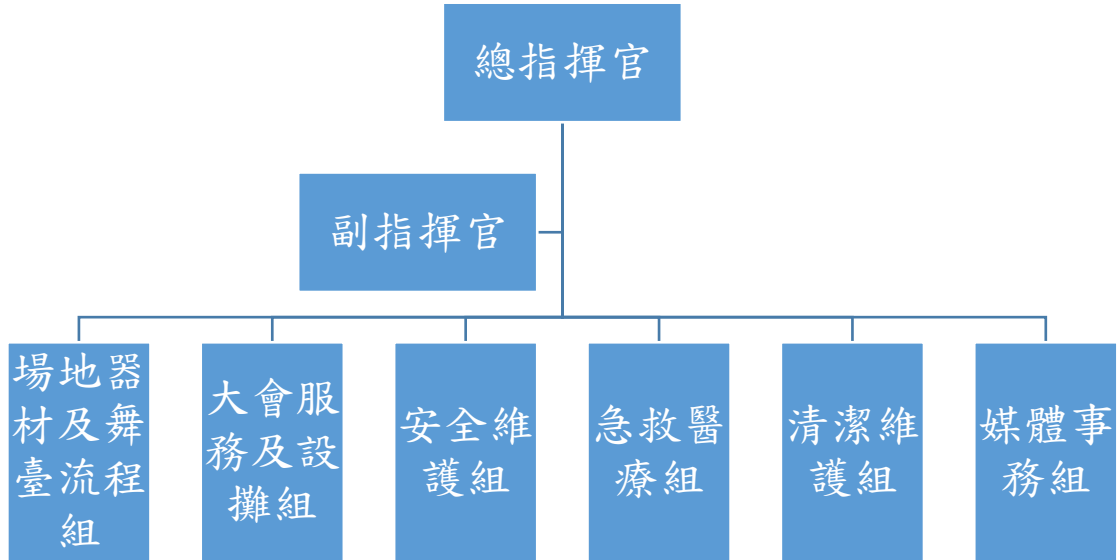 總指揮官
副指揮官
場地器
材及舞
臺流程
組
大會服
務及設
攤組
安全維
護組
急救醫
療組
清潔維
護組
媒體事
務組